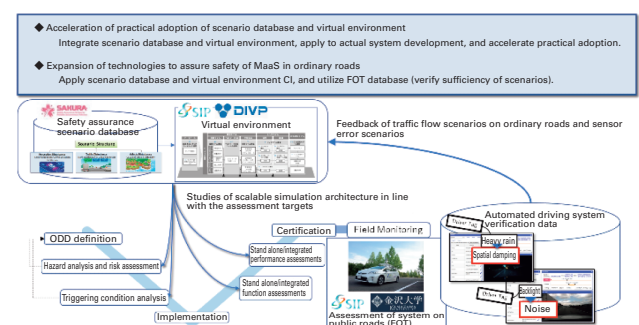 ◆ Acceleration of practical adoption of scenario database and virtual environment
Integrate scenario database and virtual environment, apply to actual system development, and accelerate practical adoption.
◆ Expansion of technologies to assure safety of MaaS in ordinary roads
Apply scenario database and virtual environment CI, and utilize FOT database (verify sufficiency of scenarios).
SAKURA
Safety assurance
scenario database
Scenario Structure
SIP DIVP
Virtual environment
Feedback of traffic flow scenarios on ordinary roads and sensor
error scenarios
Studies of scalable simulation architecture in line
with the assessment targets
ODD definition
Hazard analysis and risk assessment
Triggering condition analysis
Implementation
Certification
Field Monitoring
Stand alone/integrated
performance assessments
Stand alone/integrated
function assessments
SIP 金沢大学
Assessment of system on
public roads (FOT)
Automated driving system
verification data
Driver Tag
Heavy rain
Spatial damping
Driver Tag
Backlight
Noise